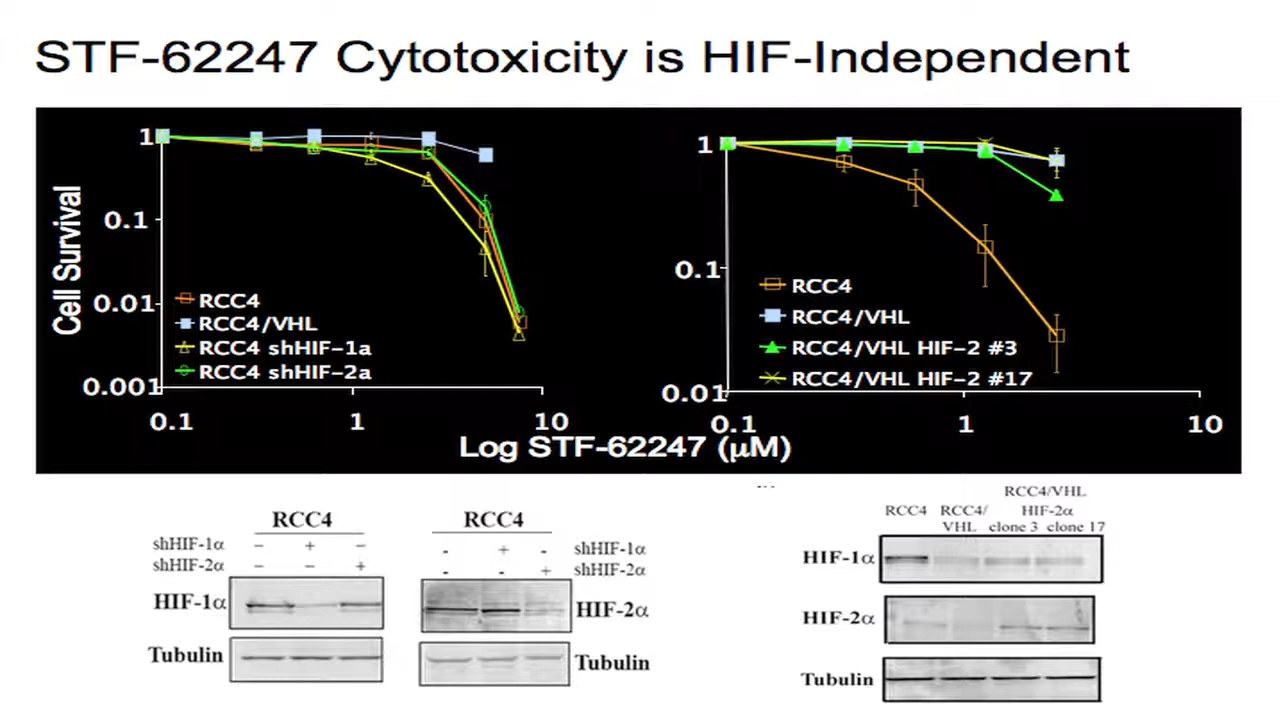 STF-62247 Cytotoxicity is HIF-Independent
Cell Survival
1
0.1
0.01
0.001
0.1
1
10
RCC4
RCC4/VHL
RCC4 shHIF-1a
RCC4 shHIF-2a
1
0.1
0.01
0.1
1
10
RCC4
RCC4/VHL
RCC4/VHL HIF-2 #3
RCC4/VHL HIF-2 #17
Log STF-62247 (μM)
RCC4
shHIF-1α - + -
shHIF-2α - - +
HIF-1α
Tubulin
RCC4
- + - shHIF-1α
- - + shHIF-2α
HIF-2α
Tubulin
RCC4/VHL
RCC4 RCC4/ HIF-2α
VHL clone 3 clone 17
HIF-1α
HIF-2α
Tubulin